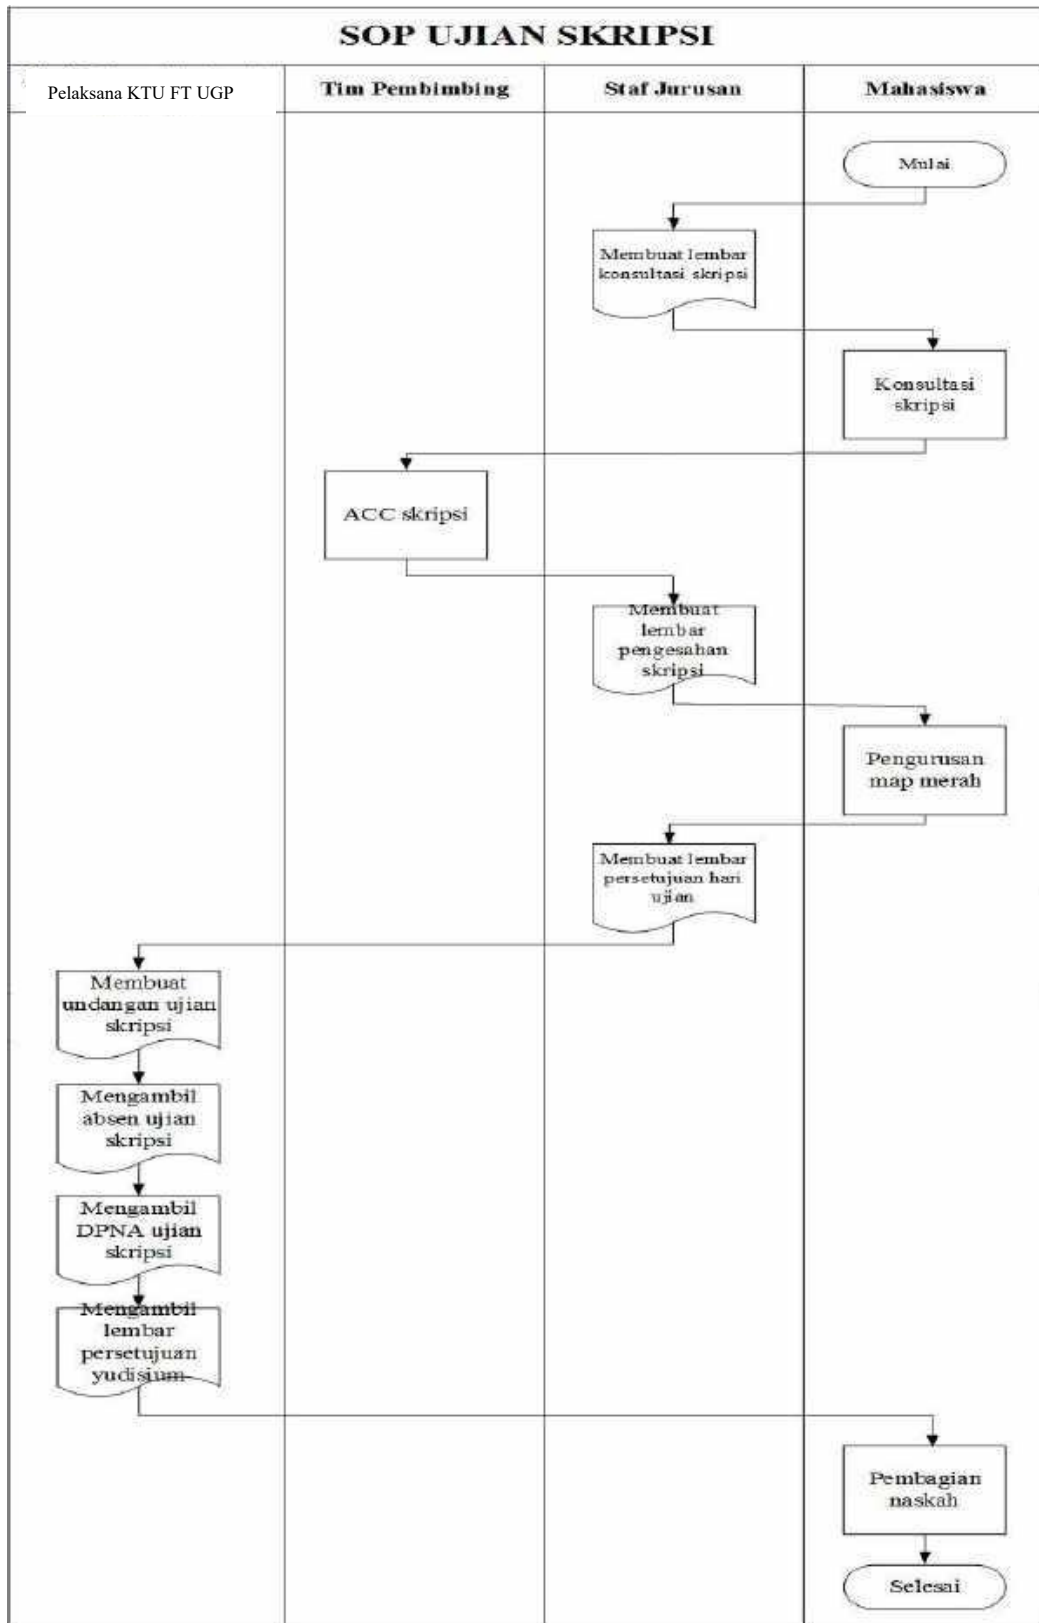 SOP UJIAN SKRIPSI
Pelaksana KTU FT UGP
Tim Pembimbing
Staf Jurusan
Mahasiswa
Mulai
Membuat lembar
konsultasi skripsi
Konsultasi
skripsi
ACC skripsi
Membuat
lembar
pengesahan
skripsi
Pengurusan
map merah
Membuat lembar
persetujuan hari
ujian
Membuat
undangan ujian
skripsi
Mengambil
absen ujian
skripsi
Mengambil
DPNA ujian
skripsi
Mengambil
lembar
persetujuan
yudisium
Pembagian
naskah
Selesai